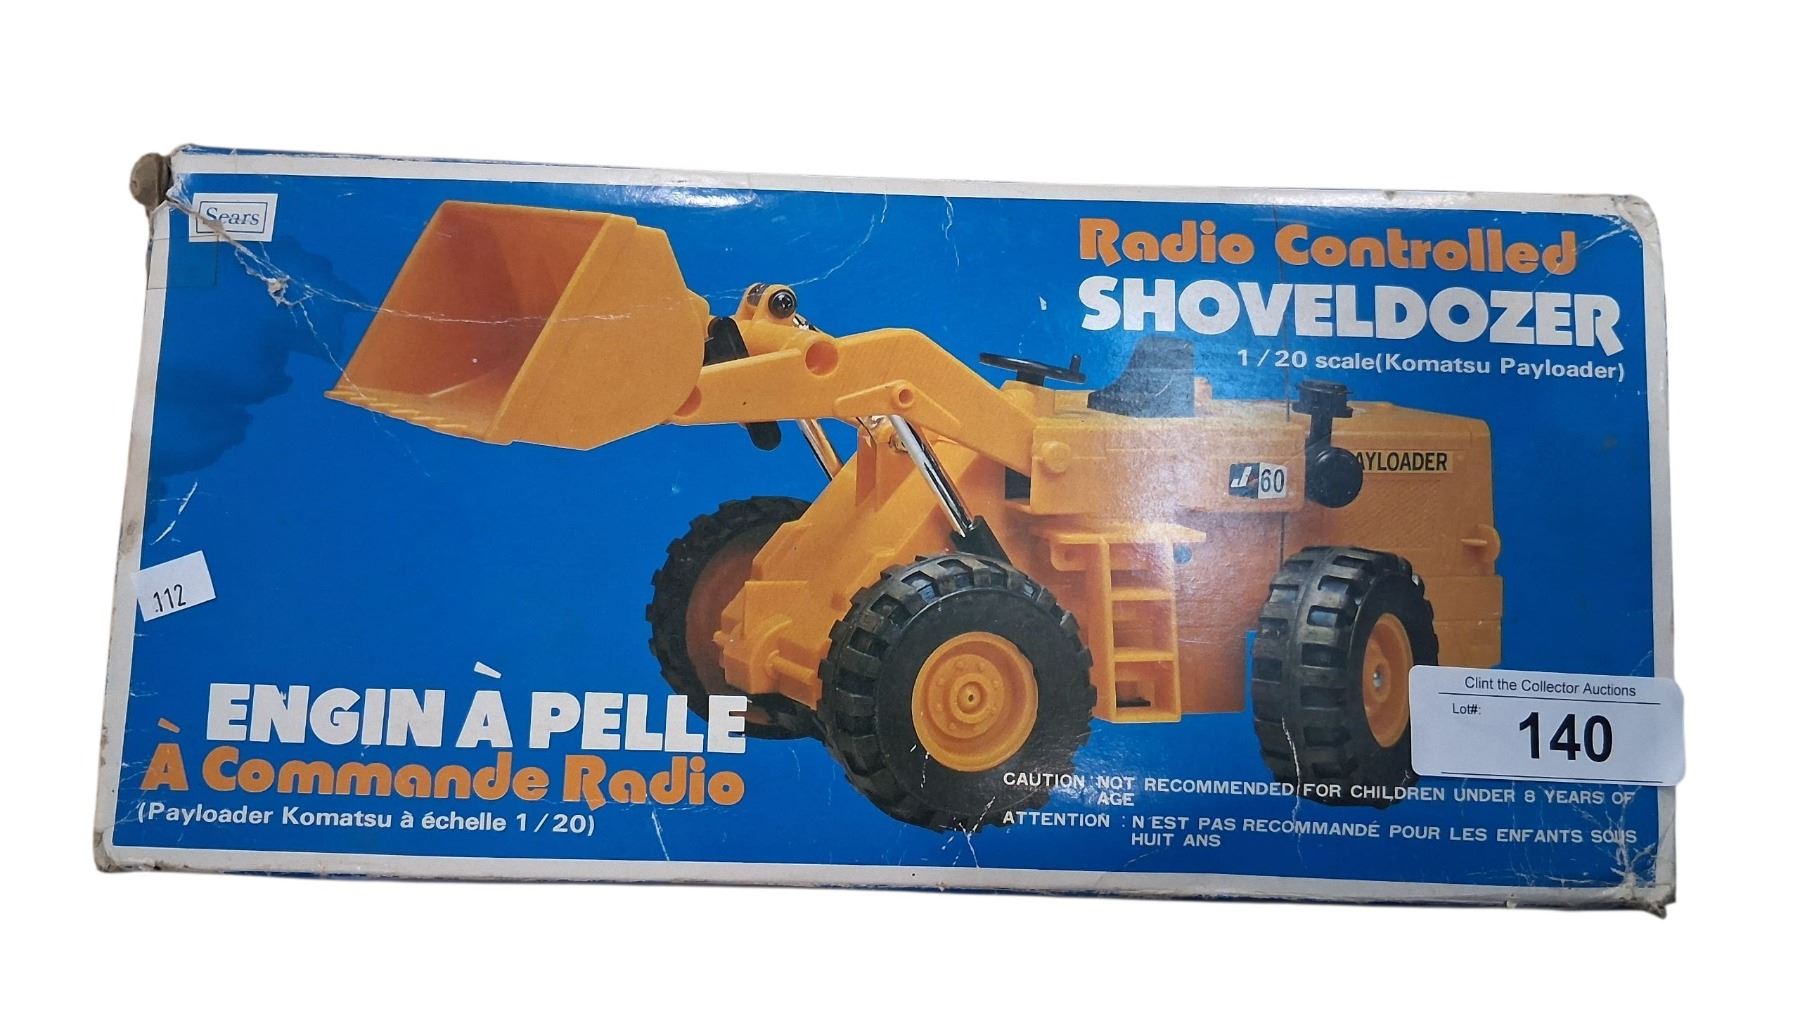 Sears
Radio Controlled
SHOVELDOZER
1/20 scale(Komatsu Payloader)
AYLOADER
J 60
112
ENGIN À PELLE
À Commande Radio
(Payloader Komatsu à échelle 1/20)
Clint the Collector Auctions
Lot#:
140
CAUTION : NOT RECOMMENDED FOR CHILDREN UNDER 8 YEARS OF
AGE
ATTENTION : N'EST PAS RECOMMANDÉ POUR LES ENFANTS SOUS
HUIT ANS